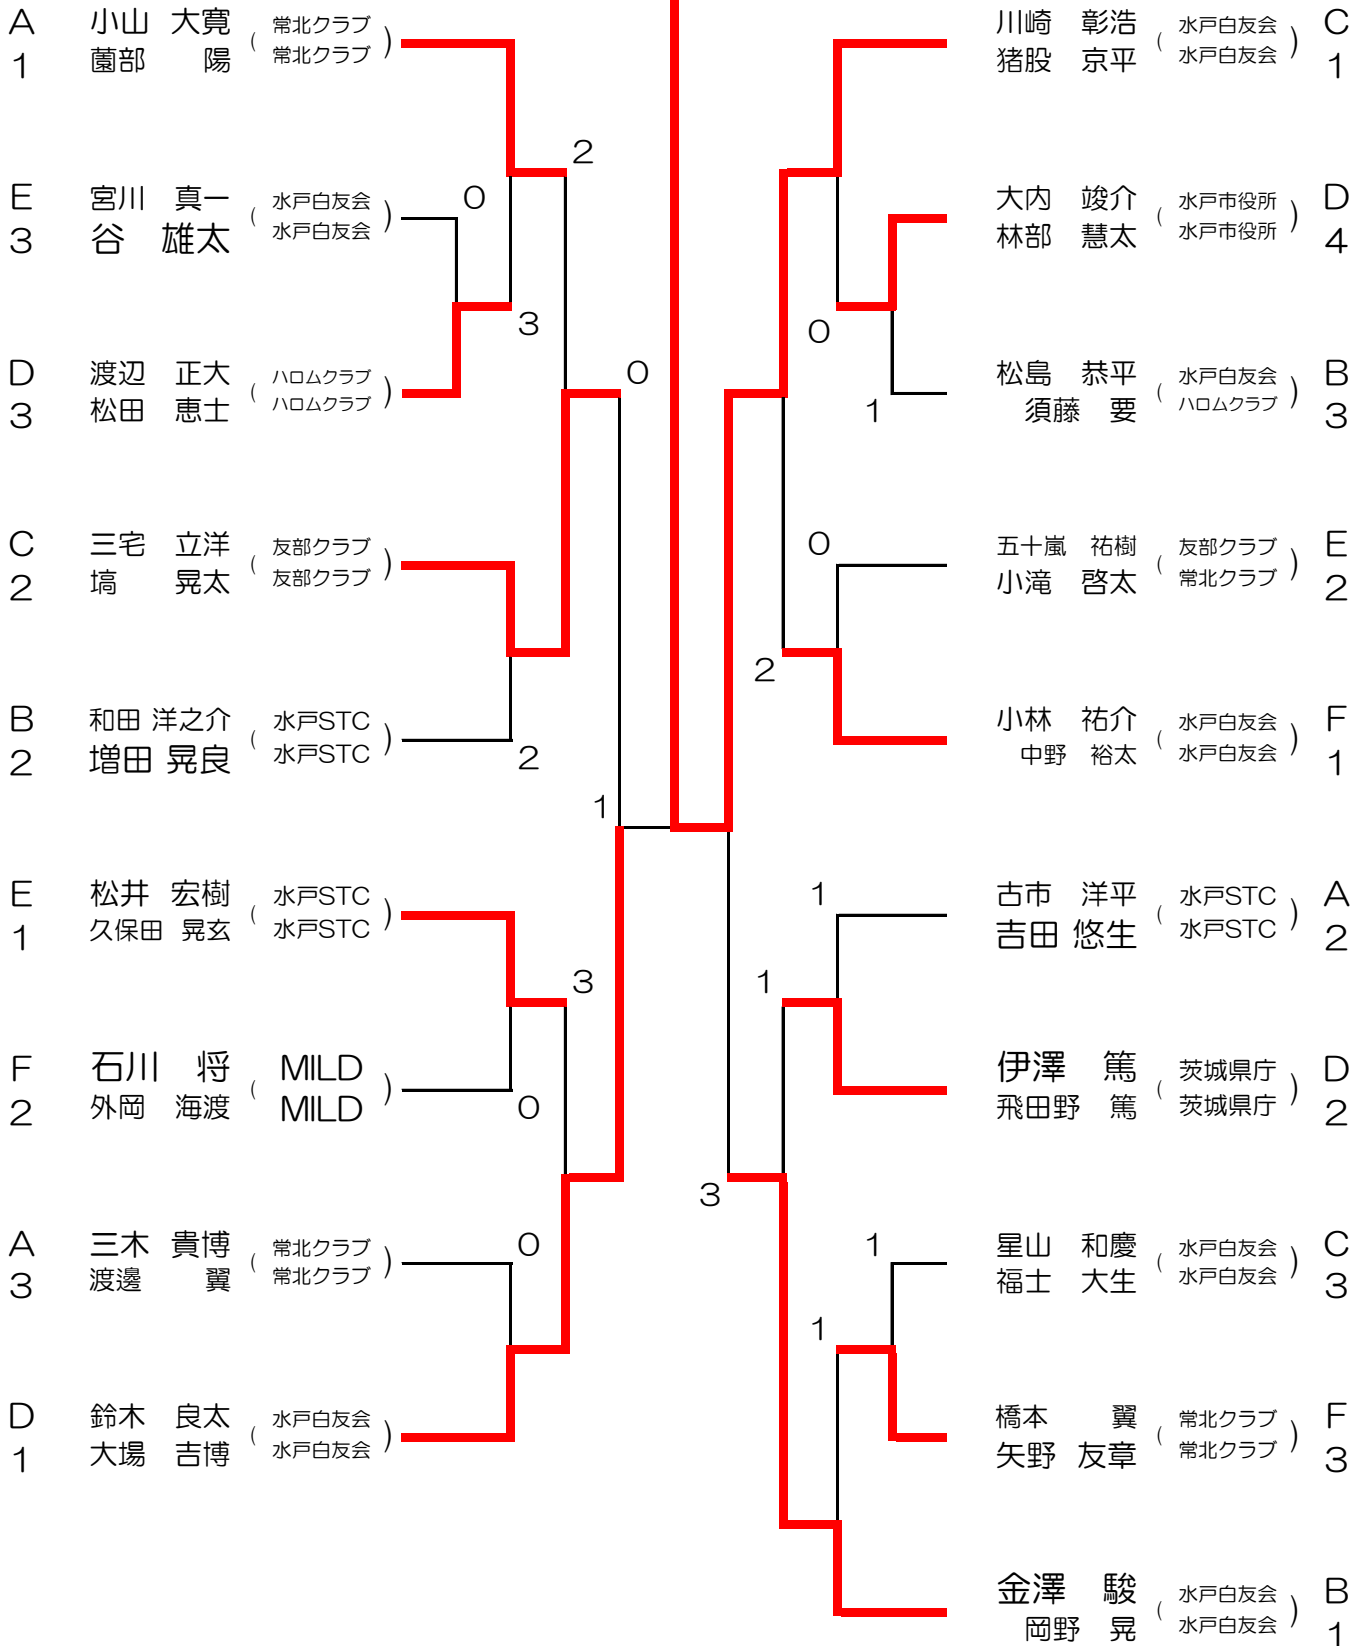 A 小山 大寛 ( 常北クラブ )
1 薗部 陽 常北クラブ
2
E 宮川 真一 ( 水戸白友会 ) 0
3 谷 雄太 水戸白友会
3
D 渡辺 正大 ( ハロムクラブ ) 0
3 松田 恵士 ハロムクラブ
C 三宅 立洋 ( 友部クラブ )
2 塙 晃太 友部クラブ
B 和田 洋之介 ( 水戸STC )
2 増田 晃良 水戸STC
2
1
E 松井 宏樹 ( 水戸STC )
1 久保田 晃玄 水戸STC
3
F 石川 将 ( MILD )
2 外岡 海渡 MILD
0
A 三木 貴博 ( 常北クラブ ) 0
3 渡邊 翼 常北クラブ
D 鈴木 良太 ( 水戸白友会 )
1 大場 吉博 水戸白友会
川崎 彰浩 ( 水戸白友会 ) C
猪股 京平 水戸白友会 1
大内 竣介 ( 水戸市役所 ) D
林部 慧太 水戸市役所 4
0
松島 恭平 ( 水戸白友会 ) B
須藤 要 ハロムクラブ 3
1
0 五十嵐 祐樹 ( 友部クラブ ) E
小滝 啓太 常北クラブ 2
2
小林 祐介 ( 水戸白友会 ) F
中野 裕太 水戸白友会 1
1 古市 洋平 ( 水戸STC ) A
吉田 悠生 水戸STC 2
1
伊澤 篤 ( 茨城県庁 ) D
飛田野 篤 茨城県庁 2
3
1 星山 和慶 ( 水戸白友会 ) C
福士 大生 水戸白友会 3
1
橋本 翼 ( 常北クラブ ) F
矢野 友章 常北クラブ 3
金澤 駿 ( 水戸白友会 ) B
岡野 晃 水戸白友会 1